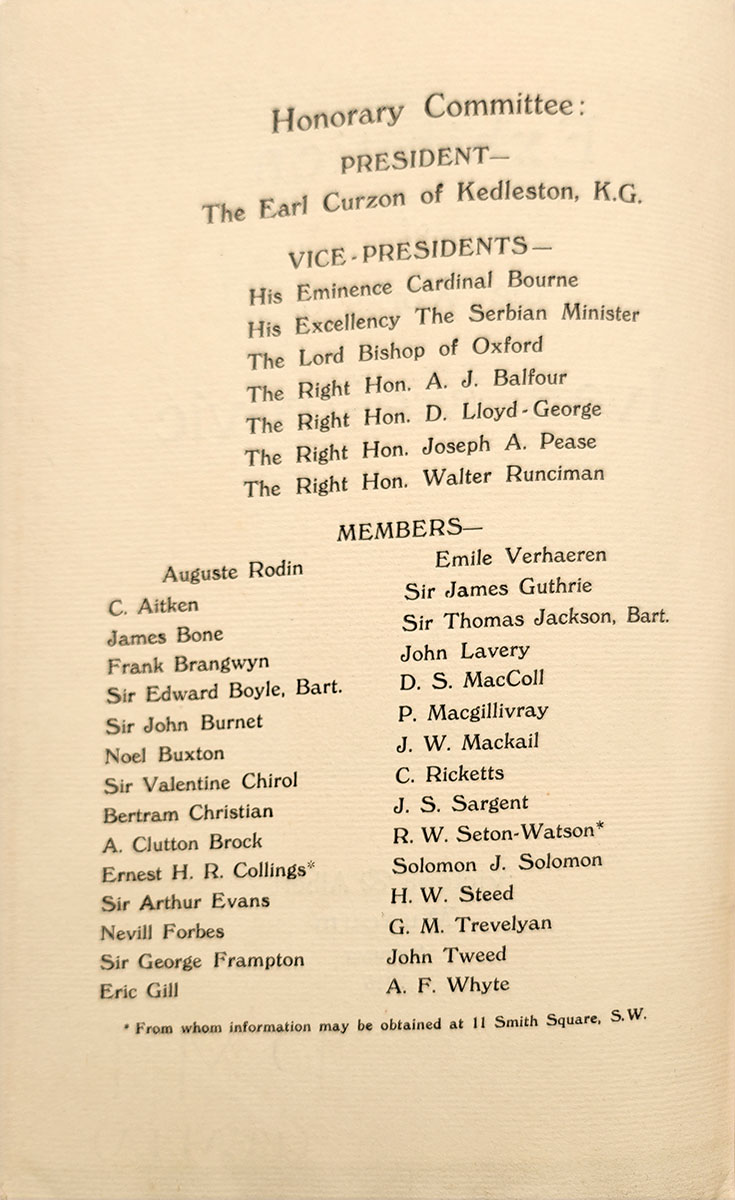 Honorary Committee:
PRESIDENT—
The Earl Curzon of Kedleston, K.G.
VICE-PRESIDENTS—
His Eminence Cardinal Bourne
His Excellency The Serbian Minister
The Lord Bishop of Oxford
The Right Hon. A. J. Balfour
The Right Hon. D. Lloyd-George
The Right Hon. Joseph A. Pease
The Right Hon. Walter Runciman
MEMBERS—
Auguste Rodin
C. Aitken
James Bone
Frank Brangwyn
Sir Edward Boyle, Bart.
Sir John Burnet
Noel Buxton
Sir Valentine Chirol
Bertram Christian
A. Clutton Brock
Ernest H. R. Collings*
Sir Arthur Evans
Nevill Forbes
Sir George Frampton
Eric Gill
Emile Verhaeren
Sir James Guthrie
Sir Thomas Jackson, Bart.
John Lavery
D. S. MacColl
P. Macgillivray
J. W. Mackail
C. Ricketts
J. S. Sargent
R. W. Seton-Watson*
Solomon J. Solomon
H. W. Steed
G. M. Trevelyan
John Tweed
A. F. Whyte
* From whom information may be obtained at 11 Smith Square, S.W.